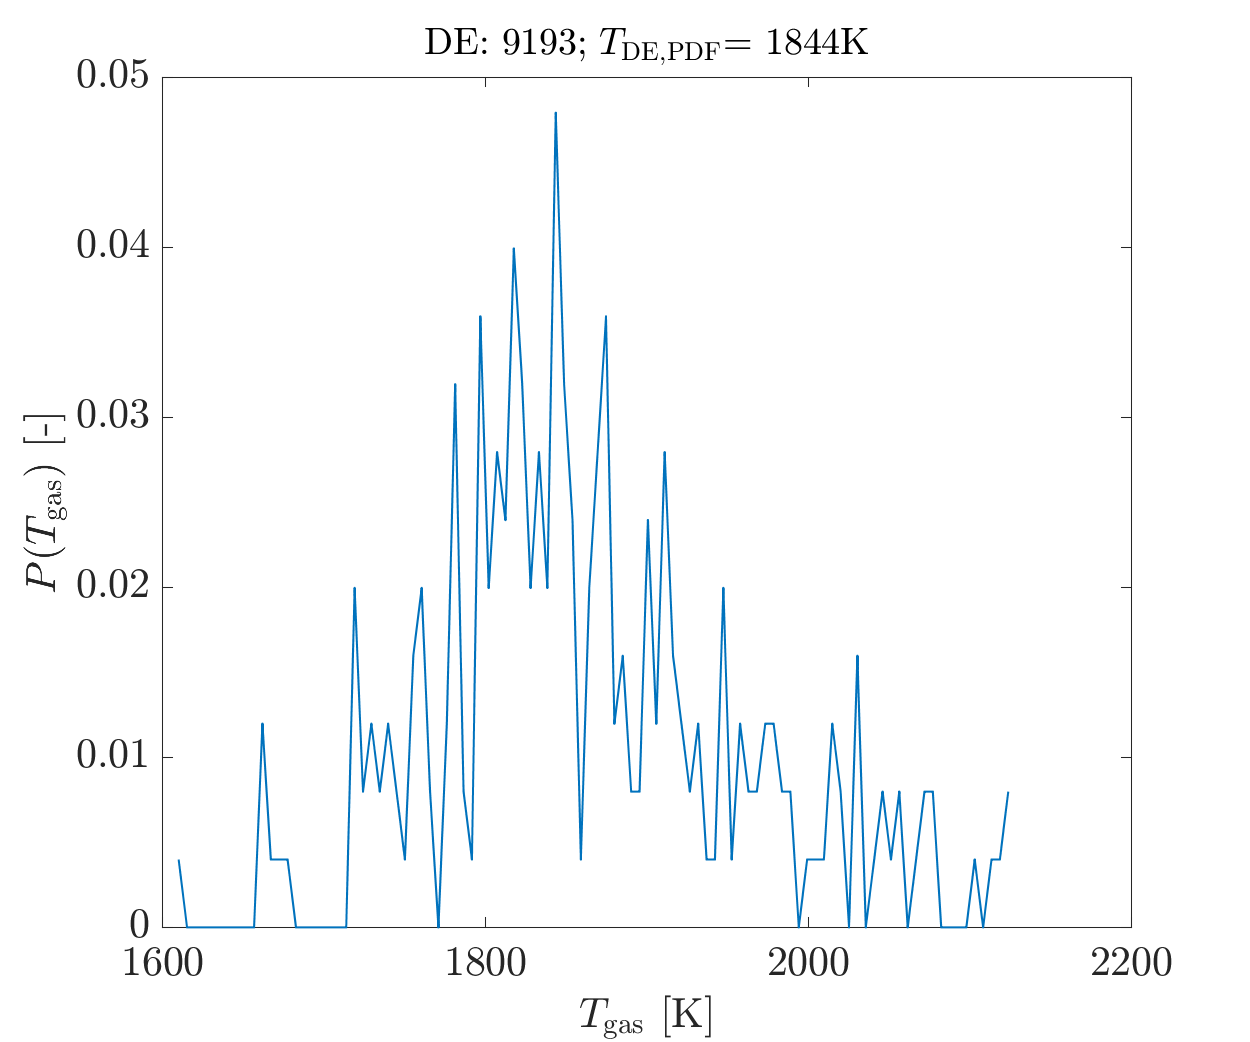 DE: 9193; T_DE,PDF= 1844K
0.05
0.04
0.03
0.02
0.01
0
P(T_gas) [-]
1600 1800 2000 2200
T_gas [K]